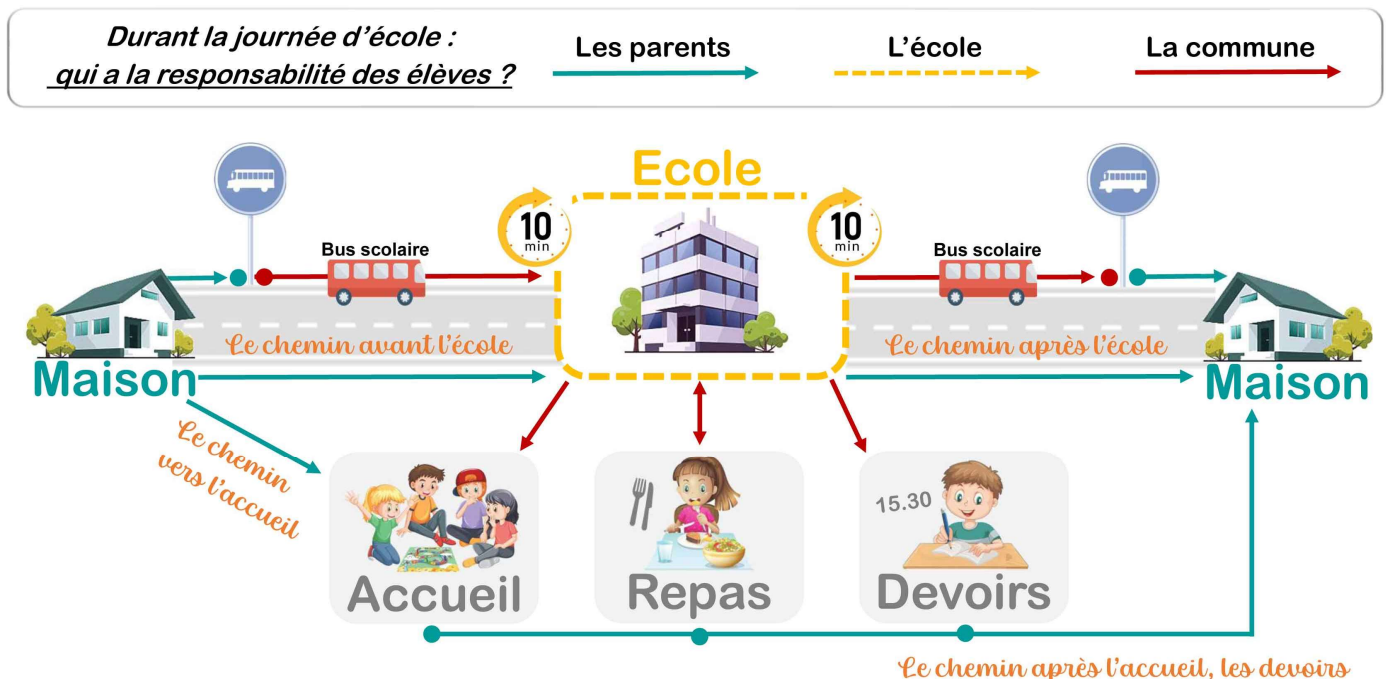 Durant la journée d'école :
qui a la responsabilité des élèves ?
Les parents
L'école
La commune
Ecole
10
min
10
min
Bus scolaire
Bus scolaire
Le chemin avant l'école
Le chemin après l'école
Maison
Maison
Le chemin
vers l'accueil
15.30
Accueil
Repas
Devoirs
Le chemin après l'accueil, les devoirs